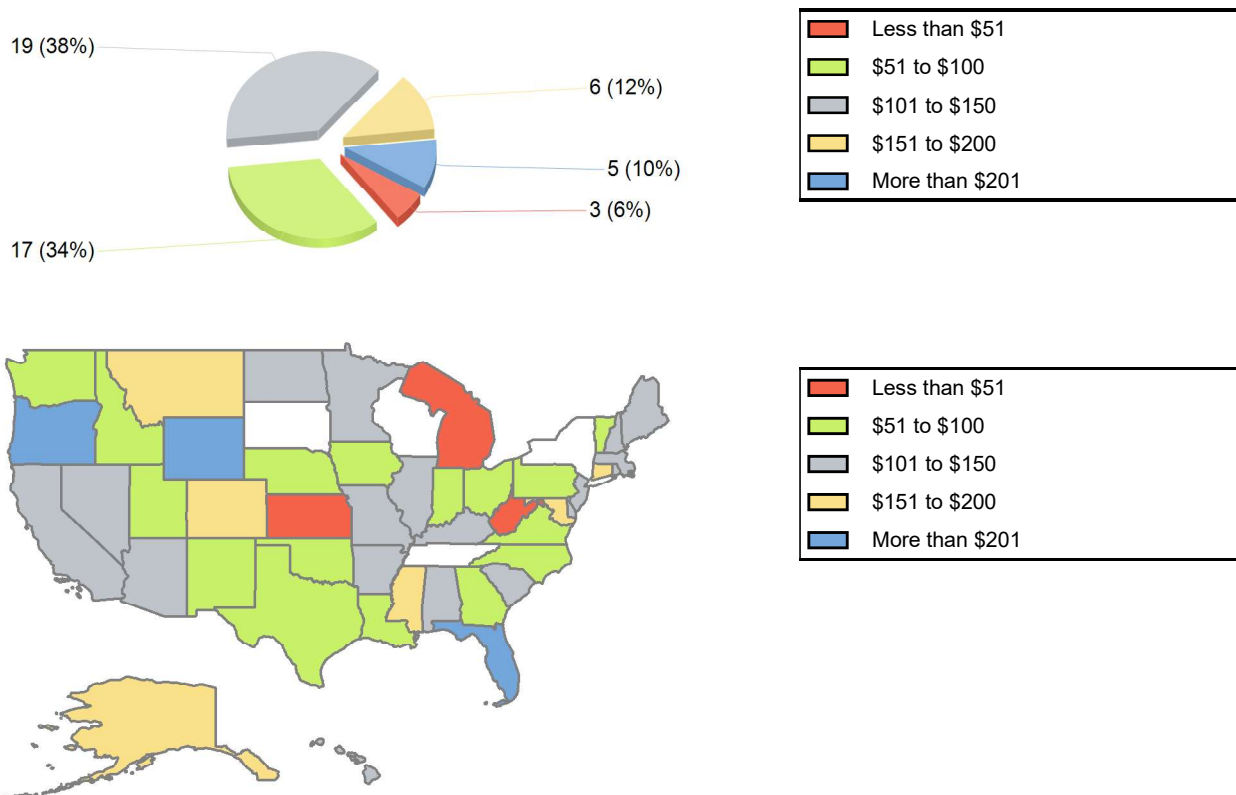 19 (38%)
6 (12%)
5 (10%)
3 (6%)
17 (34%)
Less than $51
$51 to $100
$101 to $150
$151 to $200
More than $201
Less than $51
$51 to $100
$101 to $150
$151 to $200
More than $201